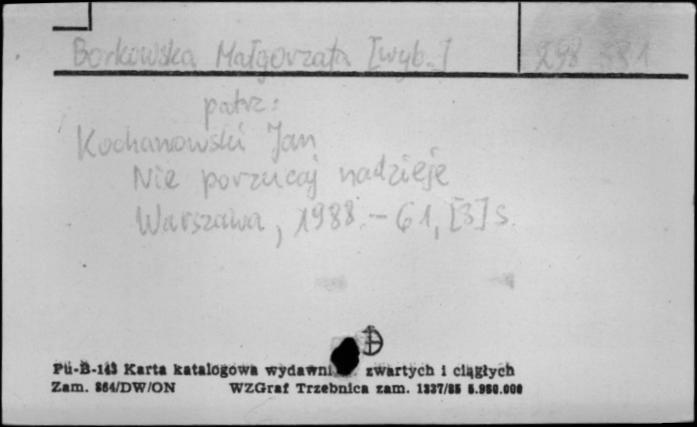 Borkowska Małgorzata [wyb.] 298 581
patrz:
Kochanowski Jan
Nie porzucaj nadzieje
Warszawa, 1988.- 61, [3] s.
Pu-B-143 Karta katalogowa wydawni zwartych i ciągłych
Zam. 864/DW/ON WZGraf Trzebnica zam. 1337/85 5.950.000